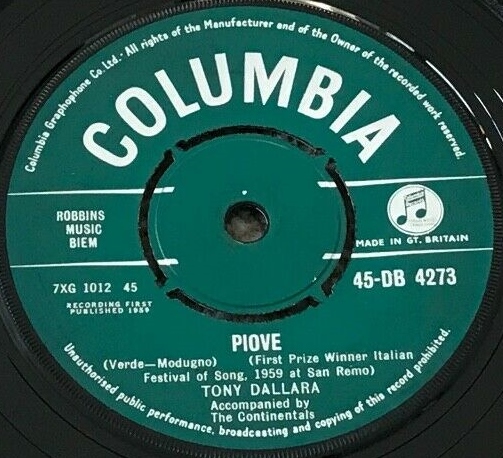 Columbia Graphophone Co. Ltd. · All rights of the Manufacturer and of the Owner of the recorded work reserved.
COLUMBIA
ROBBINS
MUSIC
BIEM
MADE IN GT. BRITAIN
7XG 1012 45
45-DB 4273
RECORDING FIRST
PUBLISHED 1959
PIOVE
(Verde—Modugno) (First Prize Winner Italian
Festival of Song, 1959 at San Remo)
TONY DALLARA
Accompanied by
The Continentals
Unauthorised public performance, broadcasting and copying of this record prohibited.